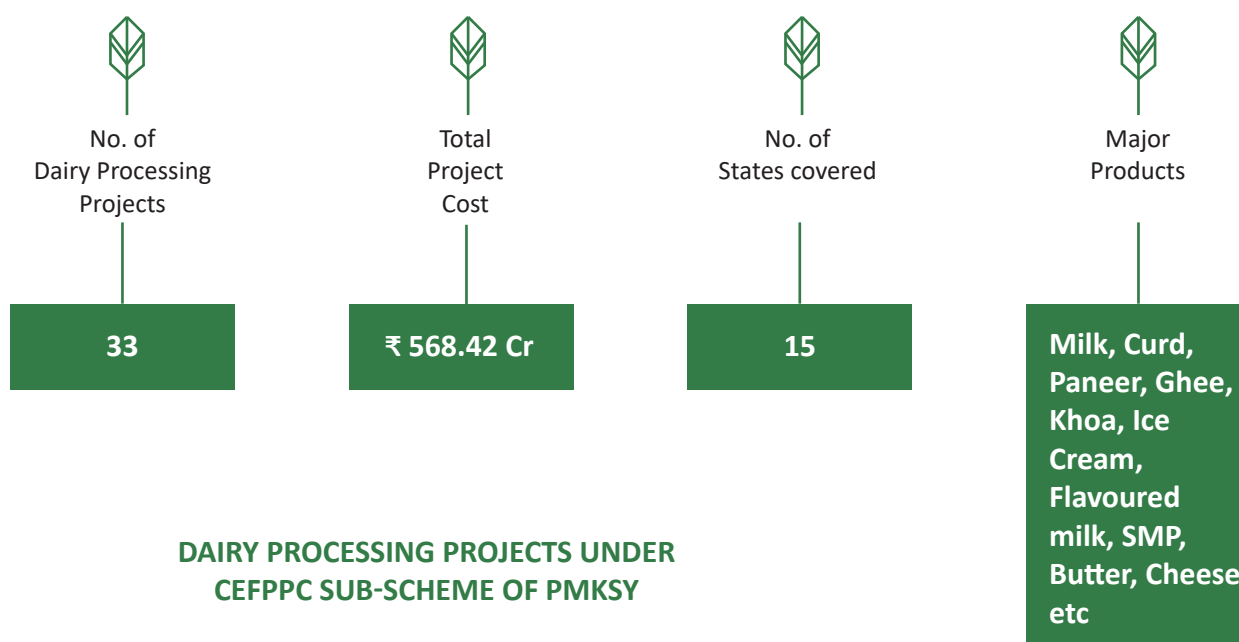 No. of
Dairy Processing
Projects
33
Total
Project
Cost
₹ 568.42 Cr
No. of
States covered
15
Major
Products
Milk, Curd,
Paneer, Ghee,
Khoa, Ice
Cream,
Flavoured
milk, SMP,
Butter, Cheese
etc
DAIRY PROCESSING PROJECTS UNDER
CEFPPC SUB-SCHEME OF PMKSY